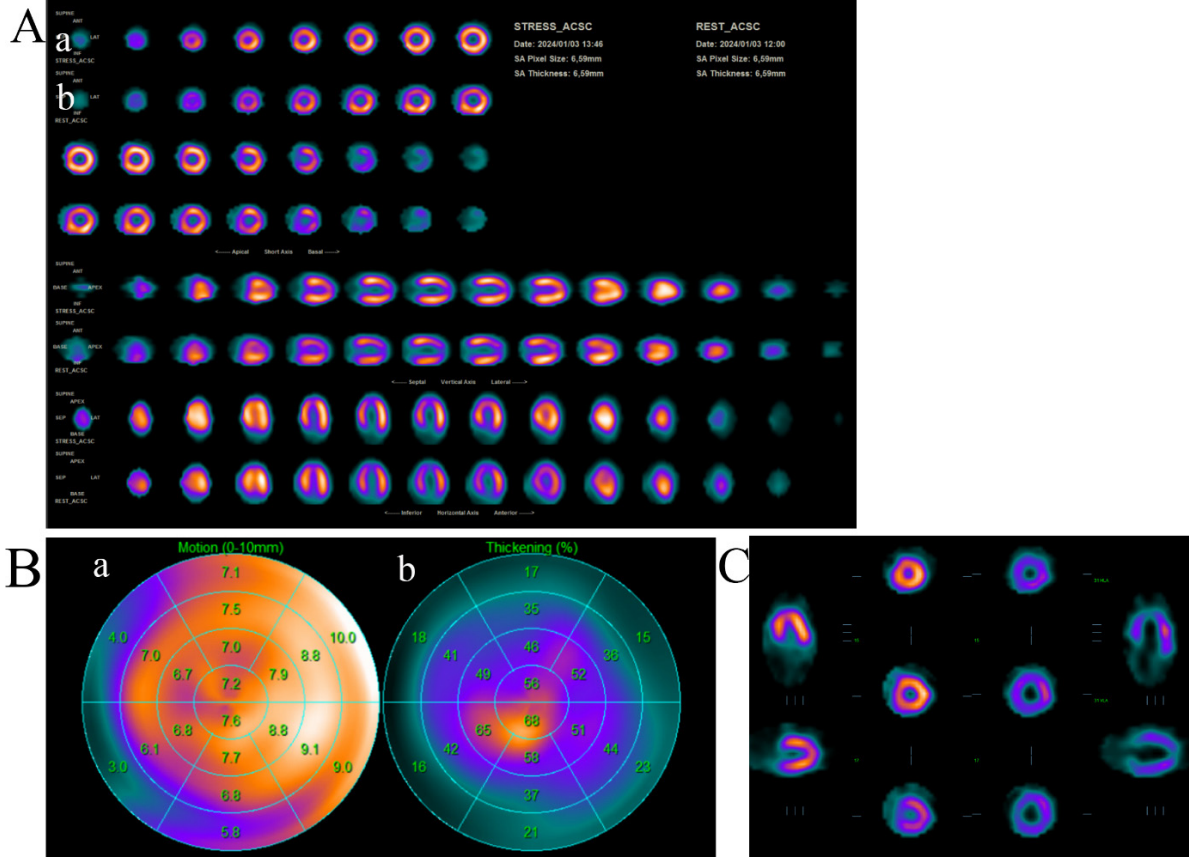 A
a
SUPINE
ANT
LAT
INF
STRESS_ACSC
STRESS_ACSC
Date: 2024/01/03 13:46
SA Pixel Size: 6,59mm
SA Thickness: 6,59mm
REST_ACSC
Date: 2024/01/03 12:00
SA Pixel Size: 6,59mm
SA Thickness: 6,59mm
b
SUPINE
ANT
LAT
INF
REST_ACSC
<----- Apical Short Axis Basal ----->
SUPINE
ANT
BASE APEX
INF
STRESS_ACSC
SUPINE
ANT
BASE APEX
INF
REST_ACSC
<----- Septal Vertical Axis Lateral ----->
SUPINE
APEX
SEP LAT
BASE
STRESS_ACSC
SUPINE
APEX
SEP LAT
BASE
REST_ACSC
<----- Inferior Horizontal Axis Anterior ----->
B
a
Motion (0-10mm)
7.1
7.5
4.0 7.0 7.0 8.8 10.0
6.7 7.2 7.9
6.8 7.6 8.8
3.0 6.1 7.7 9.1 9.0
6.8
5.8
b
Thickening (%)
17
35
18 41 46 36 15
49 56 52
65 68 51
16 42 58 44 23
37
21
C